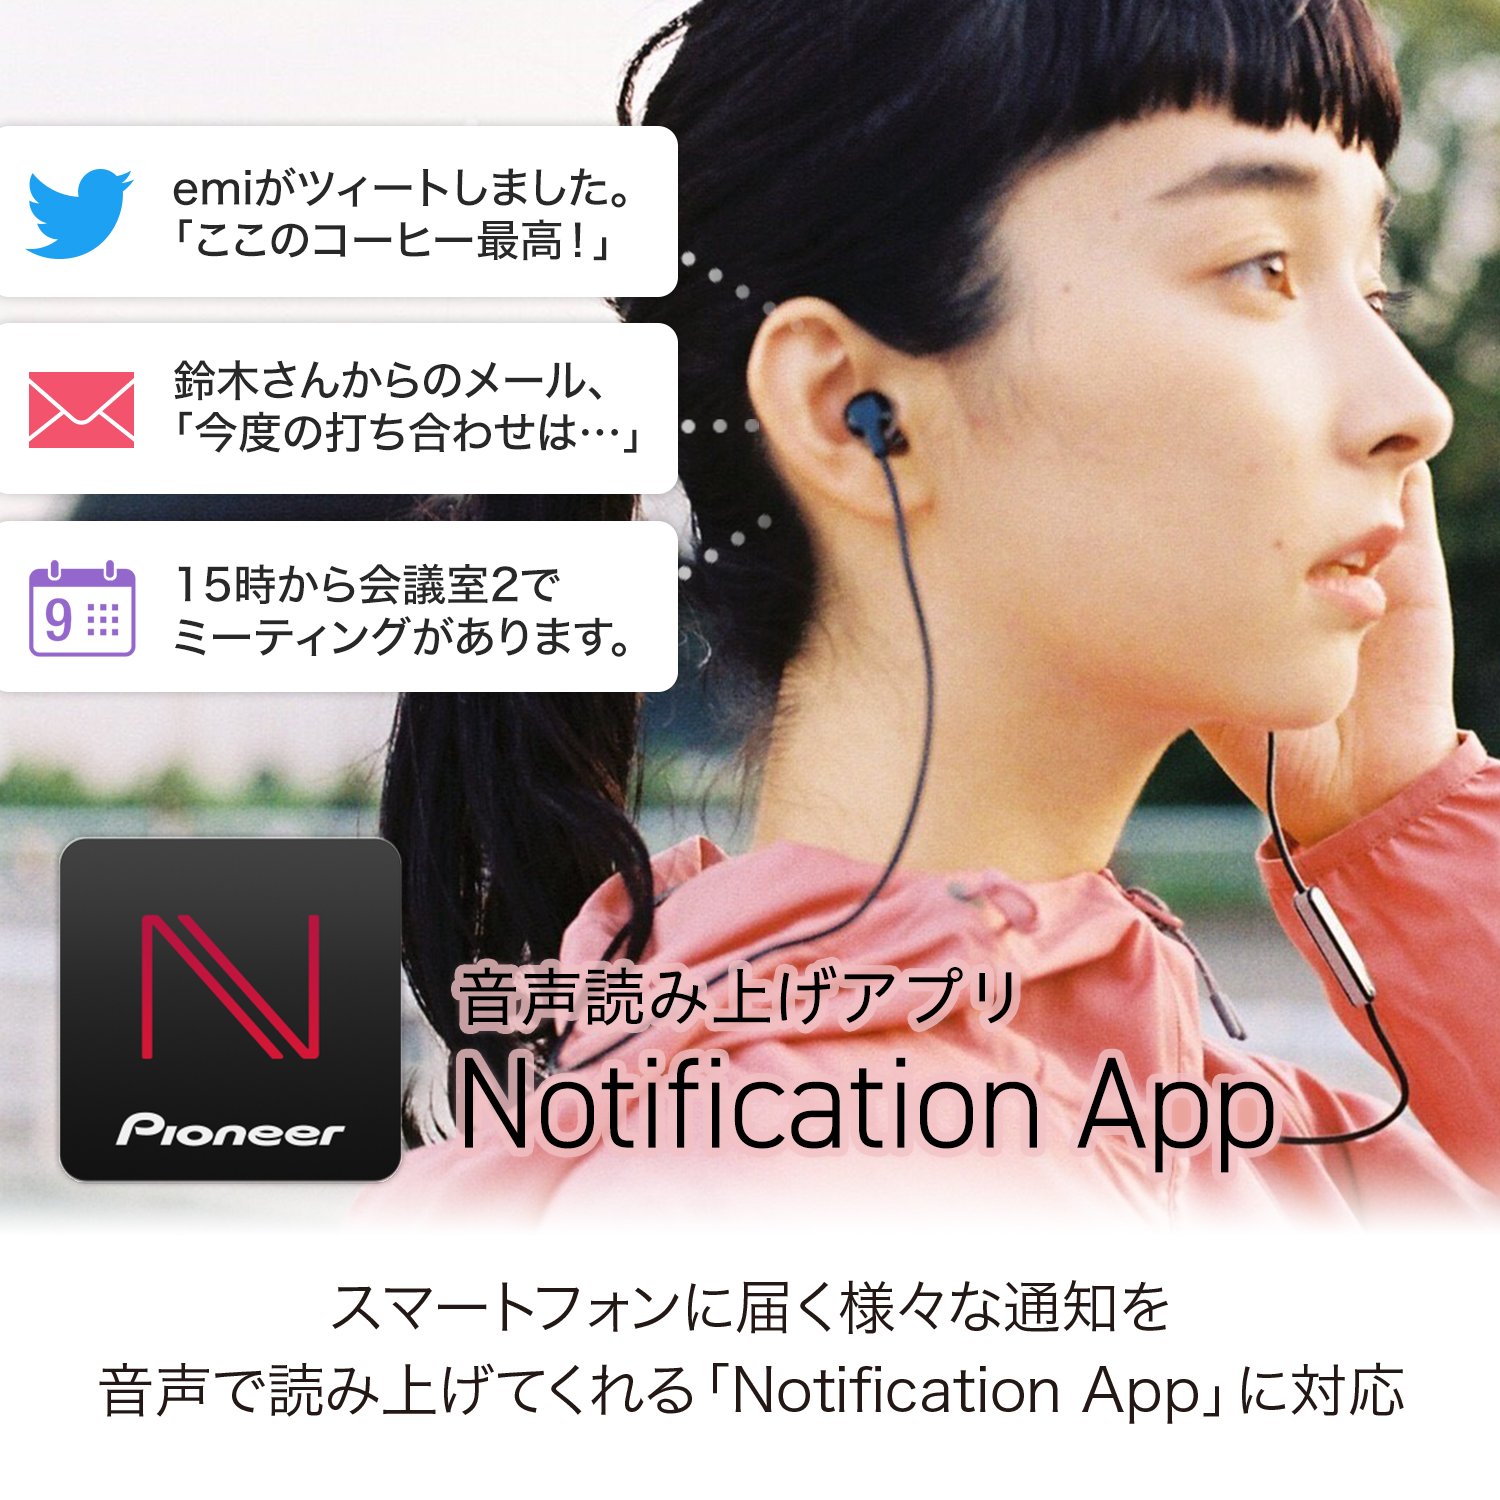 emiがツィートしました。
「ここのコーヒー最高！」
鈴木さんからのメール、
「今度の打ち合わせは…」
9
15時から会議室2で
ミーティングがあります。
N
Pioneer
音声読み上げアプリ
Notification App
スマートフォンに届く様々な通知を
音声で読み上げてくれる「Notification App」に対応